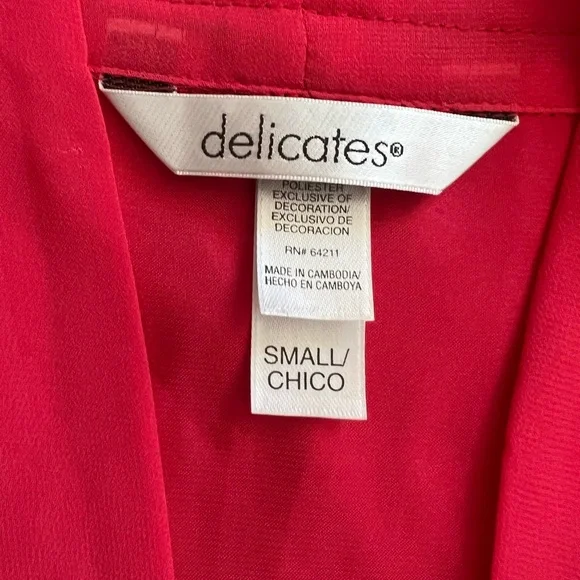 delicates®
POLIESTER
EXCLUSIVE OF
DECORATION/
EXCLUSIVO DE
DECORACION
RN# 64211
MADE IN CAMBODIA/
HECHO EN CAMBOYA
SMALL/
CHICO